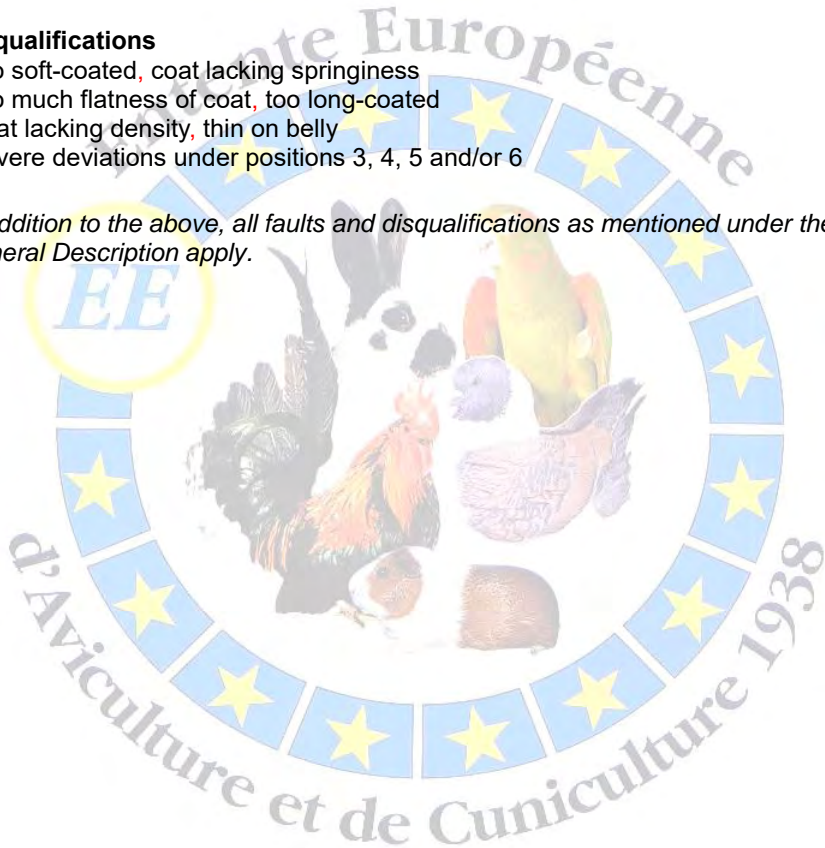 qualifications
o soft-coated, coat lacking springiness
o much flatness of coat, too long-coated
at lacking density, thin on belly
vere deviations under positions 3, 4, 5 and/or 6
ddition to the above, all faults and disqualifications as mentioned under the
neral Description apply.
Entente Européenne
EE
d'Aviculture et de Cuniculture 1938